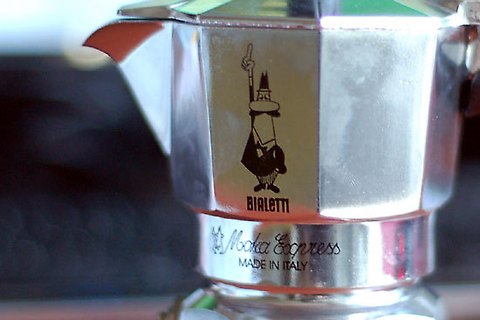 BIALETTI
Moka Express
MADE IN ITALY